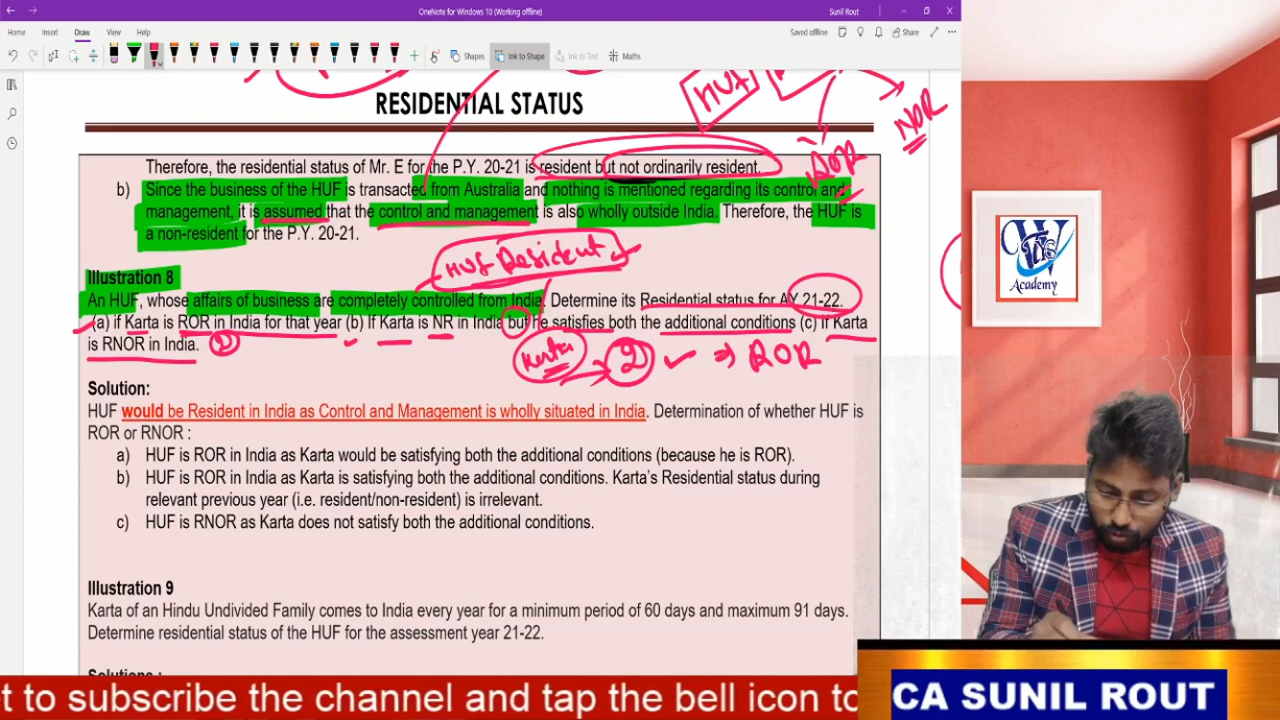 OneNote for Windows 10 (Working offline)
Sunil Rout
Home Insert Draw View Help
Saved offline Share
Shapes Ink to Shape Ink to Text Maths
HUF
NOR
ROR
RESIDENTIAL STATUS
Therefore, the residential status of Mr. E for the P.Y. 20-21 is resident but not ordinarily resident.
b) Since the business of the HUF is transacted from Australia and nothing is mentioned regarding its control and
management, it is assumed that the control and management is also wholly outside India. Therefore, the HUF is
a non-resident for the P.Y. 20-21.
HUF Resident
Illustration 8
An HUF, whose affairs of business are completely controlled from India. Determine its Residential status for AY 21-22.
(a) if Karta is ROR in India for that year (b) If Karta is NR in India but he satisfies both the additional conditions (c) If Karta
is RNOR in India.
Karta 2 ✓ ⇒ ROR
Solution:
HUF would be Resident in India as Control and Management is wholly situated in India. Determination of whether HUF is
ROR or RNOR :
a) HUF is ROR in India as Karta would be satisfying both the additional conditions (because he is ROR).
b) HUF is ROR in India as Karta is satisfying both the additional conditions. Karta's Residential status during
relevant previous year (i.e. resident/non-resident) is irrelevant.
c) HUF is RNOR as Karta does not satisfy both the additional conditions.
Illustration 9
Karta of an Hindu Undivided Family comes to India every year for a minimum period of 60 days and maximum 91 days.
Determine residential status of the HUF for the assessment year 21-22.
Solutions :
Academy
et to subscribe the channel and tap the bell icon to
CA SUNIL ROUT